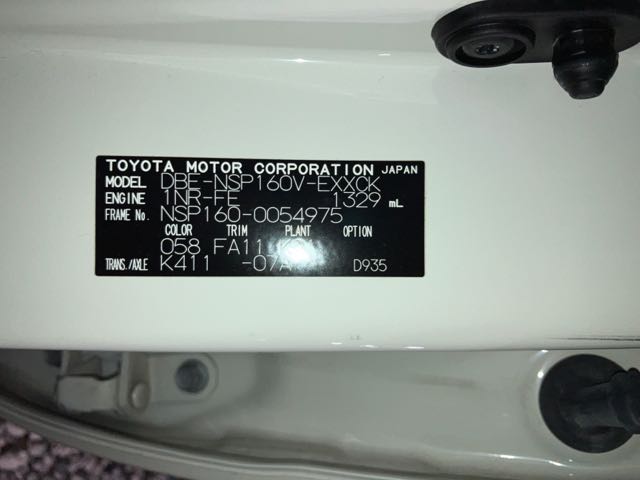 TOYOTA MOTOR CORPORATION JAPAN
MODEL DBE-NSP160V-EXXCK
ENGINE 1NR-FE 1329 mL
FRAME No. NSP160-0054975
COLOR TRIM PLANT OPTION
058 FA11
TRANS./AXLE K411 D935